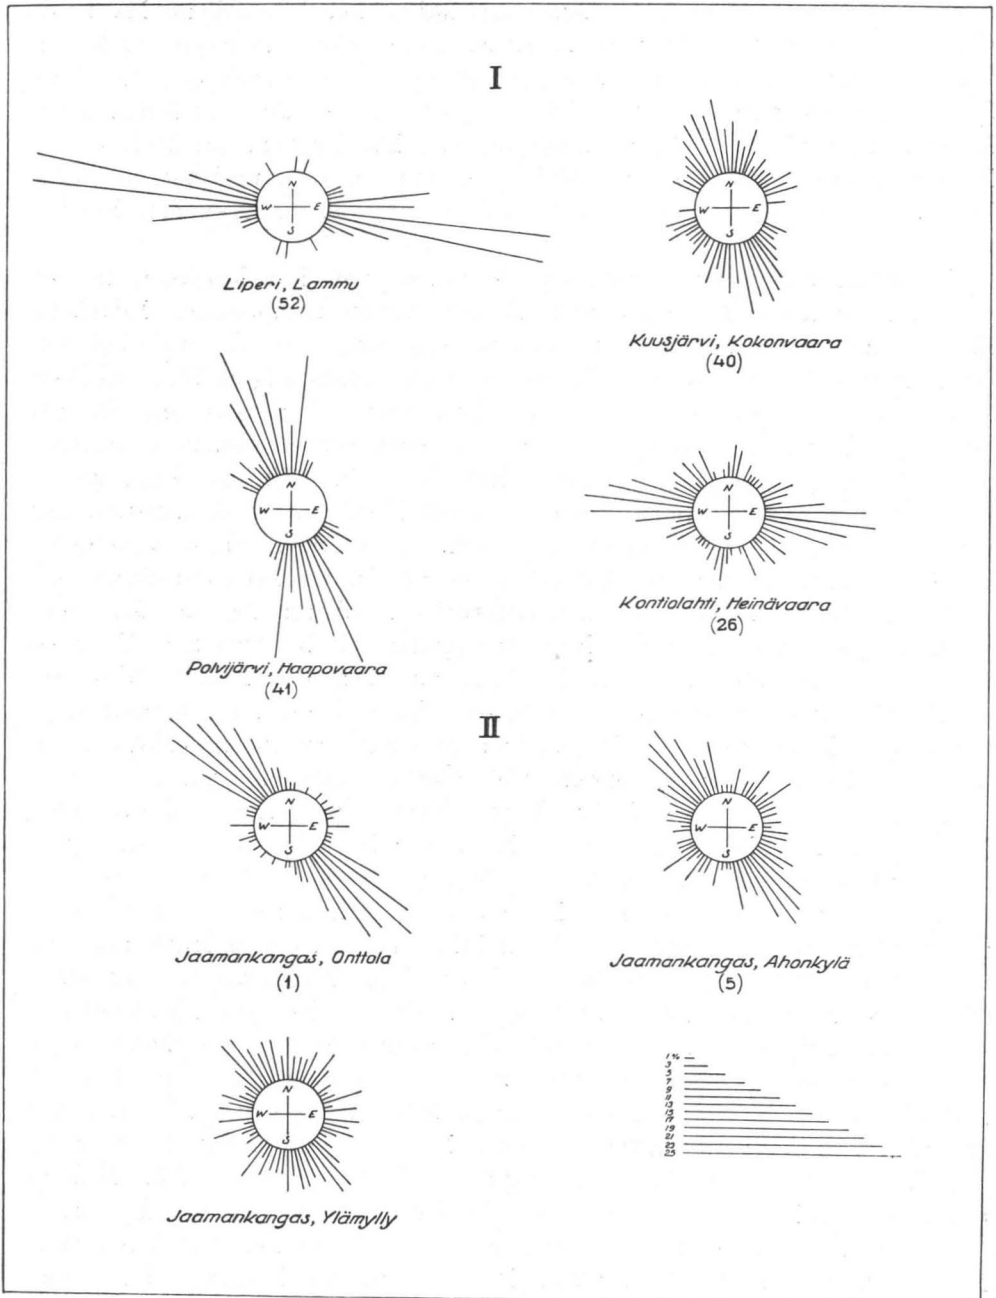 I
N
W E
S
Liperi, Lammu
(52)
N
W E
S
Kuusjärvi, Kokonvaara
(40)
N
W E
S
Polvijärvi, Haapovaara
(41)
N
W E
S
Kontiolahti, Heinävaara
(26)
II
N
W E
S
Jaamankangas, Onttola
(1)
N
W E
S
Jaamankangas, Ahonkylä
(5)
N
W E
S
Jaamankangas, Ylämylly
1%
3
5
7
9
11
13
15
17
19
21
23
25